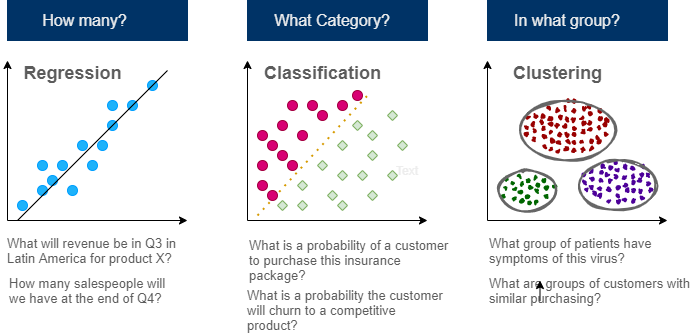 How many?
Regression
What will revenue be in Q3 in
Latin America for product X?
How many salespeople will
we have at the end of Q4?
What Category?
Classification
Text
What is a probability of a customer
to purchase this insurance
package?
What is a probability the customer
will churn to a competitive
product?
In what group?
Clustering
What group of patients have
symptoms of this virus?
What are groups of customers with
similar purchasing?